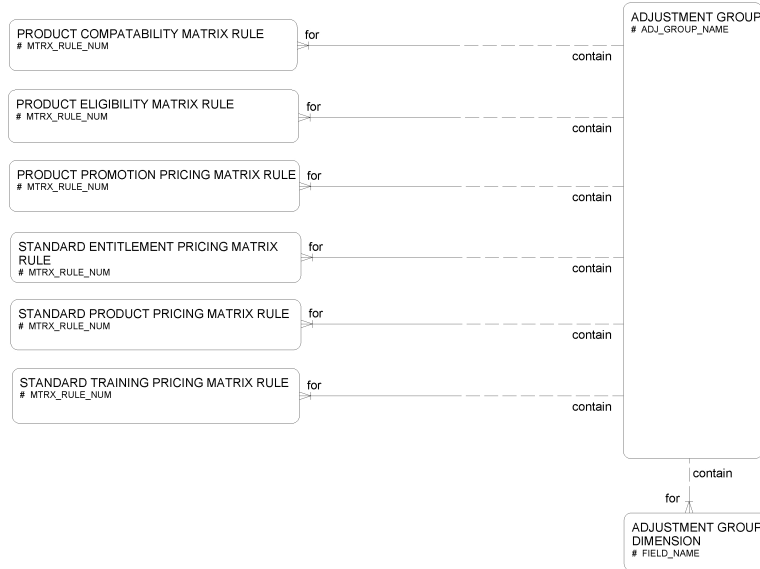 PRODUCT COMPATABILITY MATRIX RULE
# MTRX_RULE_NUM
for
contain
ADJUSTMENT GROUP
# ADJ_GROUP_NAME
PRODUCT ELIGIBILITY MATRIX RULE
# MTRX_RULE_NUM
for
contain
PRODUCT PROMOTION PRICING MATRIX RULE
# MTRX_RULE_NUM
for
contain
STANDARD ENTITLEMENT PRICING MATRIX
RULE
# MTRX_RULE_NUM
for
contain
STANDARD PRODUCT PRICING MATRIX RULE
# MTRX_RULE_NUM
for
contain
STANDARD TRAINING PRICING MATRIX RULE
# MTRX_RULE_NUM
for
contain
contain
for
ADJUSTMENT GROUP
DIMENSION
# FIELD_NAME